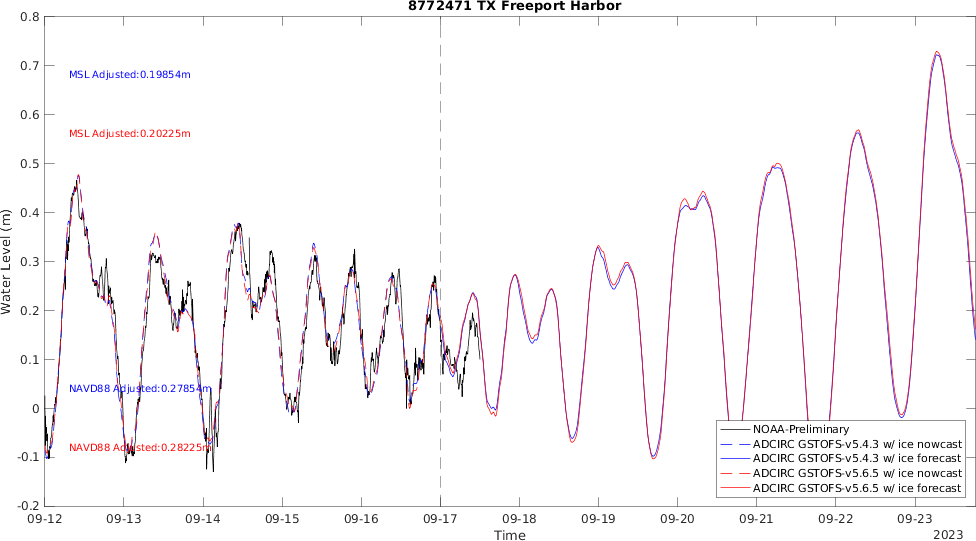 8772471 TX Freeport Harbor
0.8
0.7
0.6
0.5
0.4
0.3
0.2
0.1
0
-0.1
-0.2
Water Level (m)
MSL Adjusted:0.19854m
MSL Adjusted:0.20225m
NAVD88 Adjusted:0.27854m
NAVD88 Adjusted:0.28225m
NOAA-Preliminary
ADCIRC GSTOFS-v5.4.3 w/ ice nowcast
ADCIRC GSTOFS-v5.4.3 w/ ice forecast
ADCIRC GSTOFS-v5.6.5 w/ ice nowcast
ADCIRC GSTOFS-v5.6.5 w/ ice forecast
09-12 09-13 09-14 09-15 09-16 09-17 09-18 09-19 09-20 09-21 09-22 09-23
Time
2023